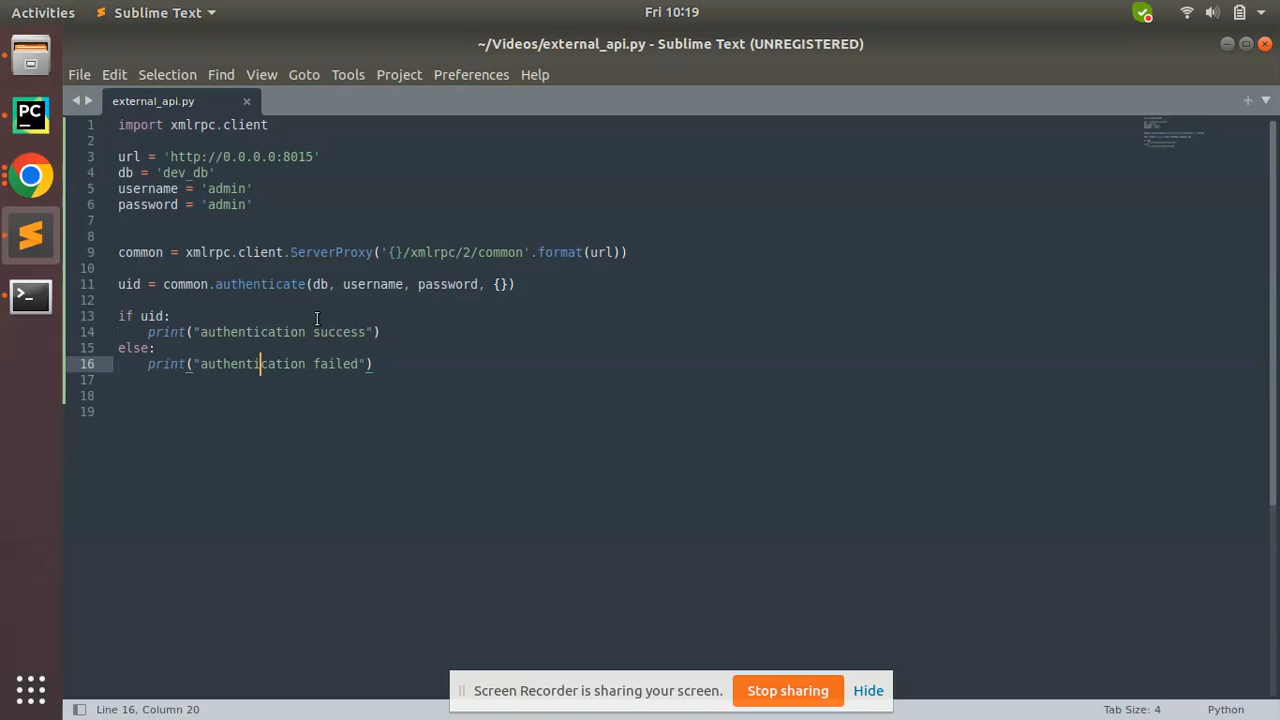 Activities Sublime Text Fri 10:19
~/Videos/external_api.py - Sublime Text (UNREGISTERED)
File Edit Selection Find View Goto Tools Project Preferences Help
external_api.py
1 import xmlrpc.client
2
3 url = 'http://0.0.0.0:8015'
4 db = 'dev_db'
5 username = 'admin'
6 password = 'admin'
7
8
9 common = xmlrpc.client.ServerProxy('{}/xmlrpc/2/common'.format(url))
10
11 uid = common.authenticate(db, username, password, {})
12
13 if uid:
14 print("authentication success")
15 else:
16 print("authentication failed")
17
18
19
PC
Screen Recorder is sharing your screen. Stop sharing Hide
Line 16, Column 20 Tab Size: 4 Python